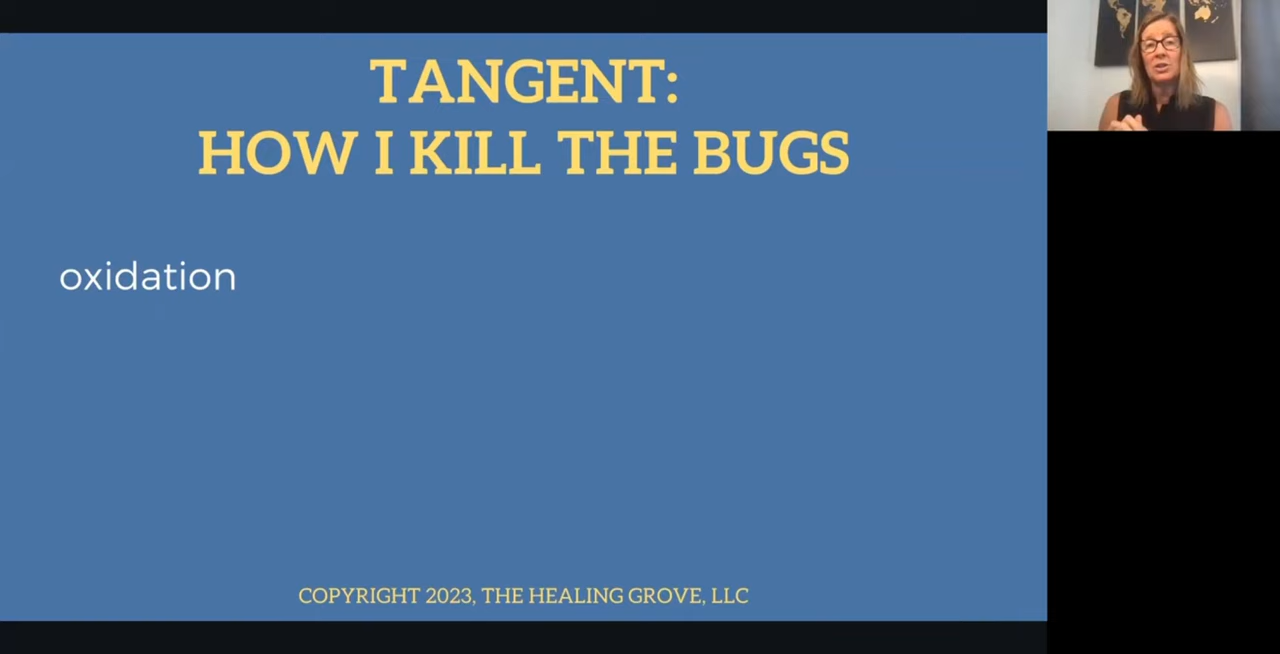 TANGENT:
HOW I KILL THE BUGS
oxidation
COPYRIGHT 2023, THE HEALING GROVE, LLC